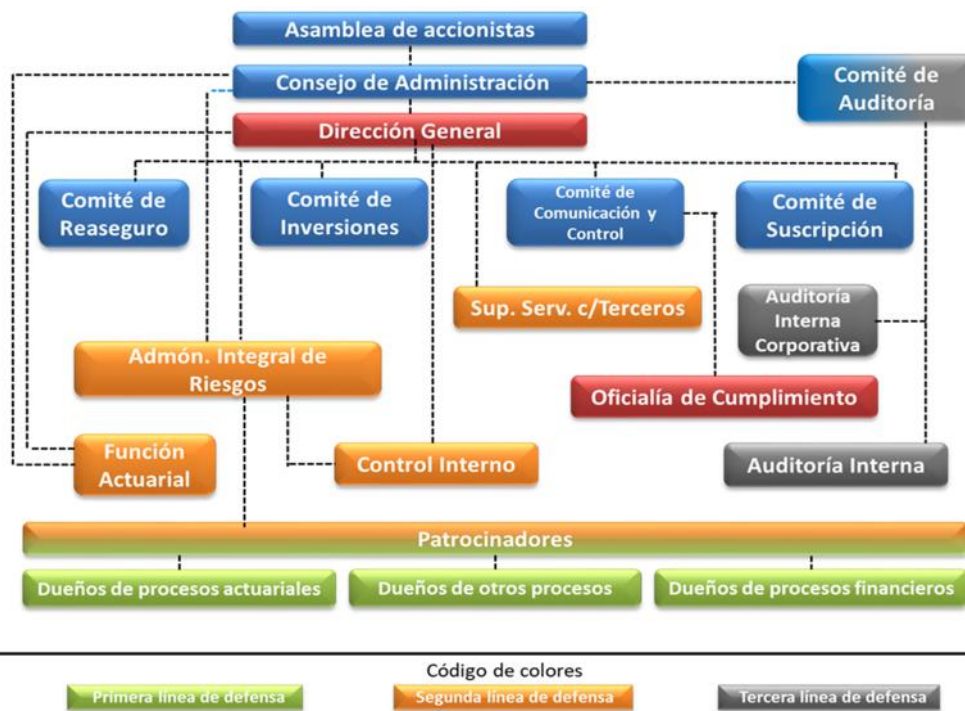 Asamblea de accionistas
Consejo de Administración
Comité de
Auditoría
Dirección General
Comité de
Reaseguro
Comité de
Inversiones
Comité de
Comunicación y
Control
Comité de
Suscripción
Sup. Serv. c/Terceros
Auditoría
Interna
Corporativa
Admón. Integral de
Riesgos
Oficialía de Cumplimiento
Función
Actuarial
Control Interno
Auditoría Interna
Patrocinadores
Dueños de procesos actuariales
Dueños de otros procesos
Dueños de procesos financieros
Código de colores
Primera línea de defensa
Segunda línea de defensa
Tercera línea de defensa